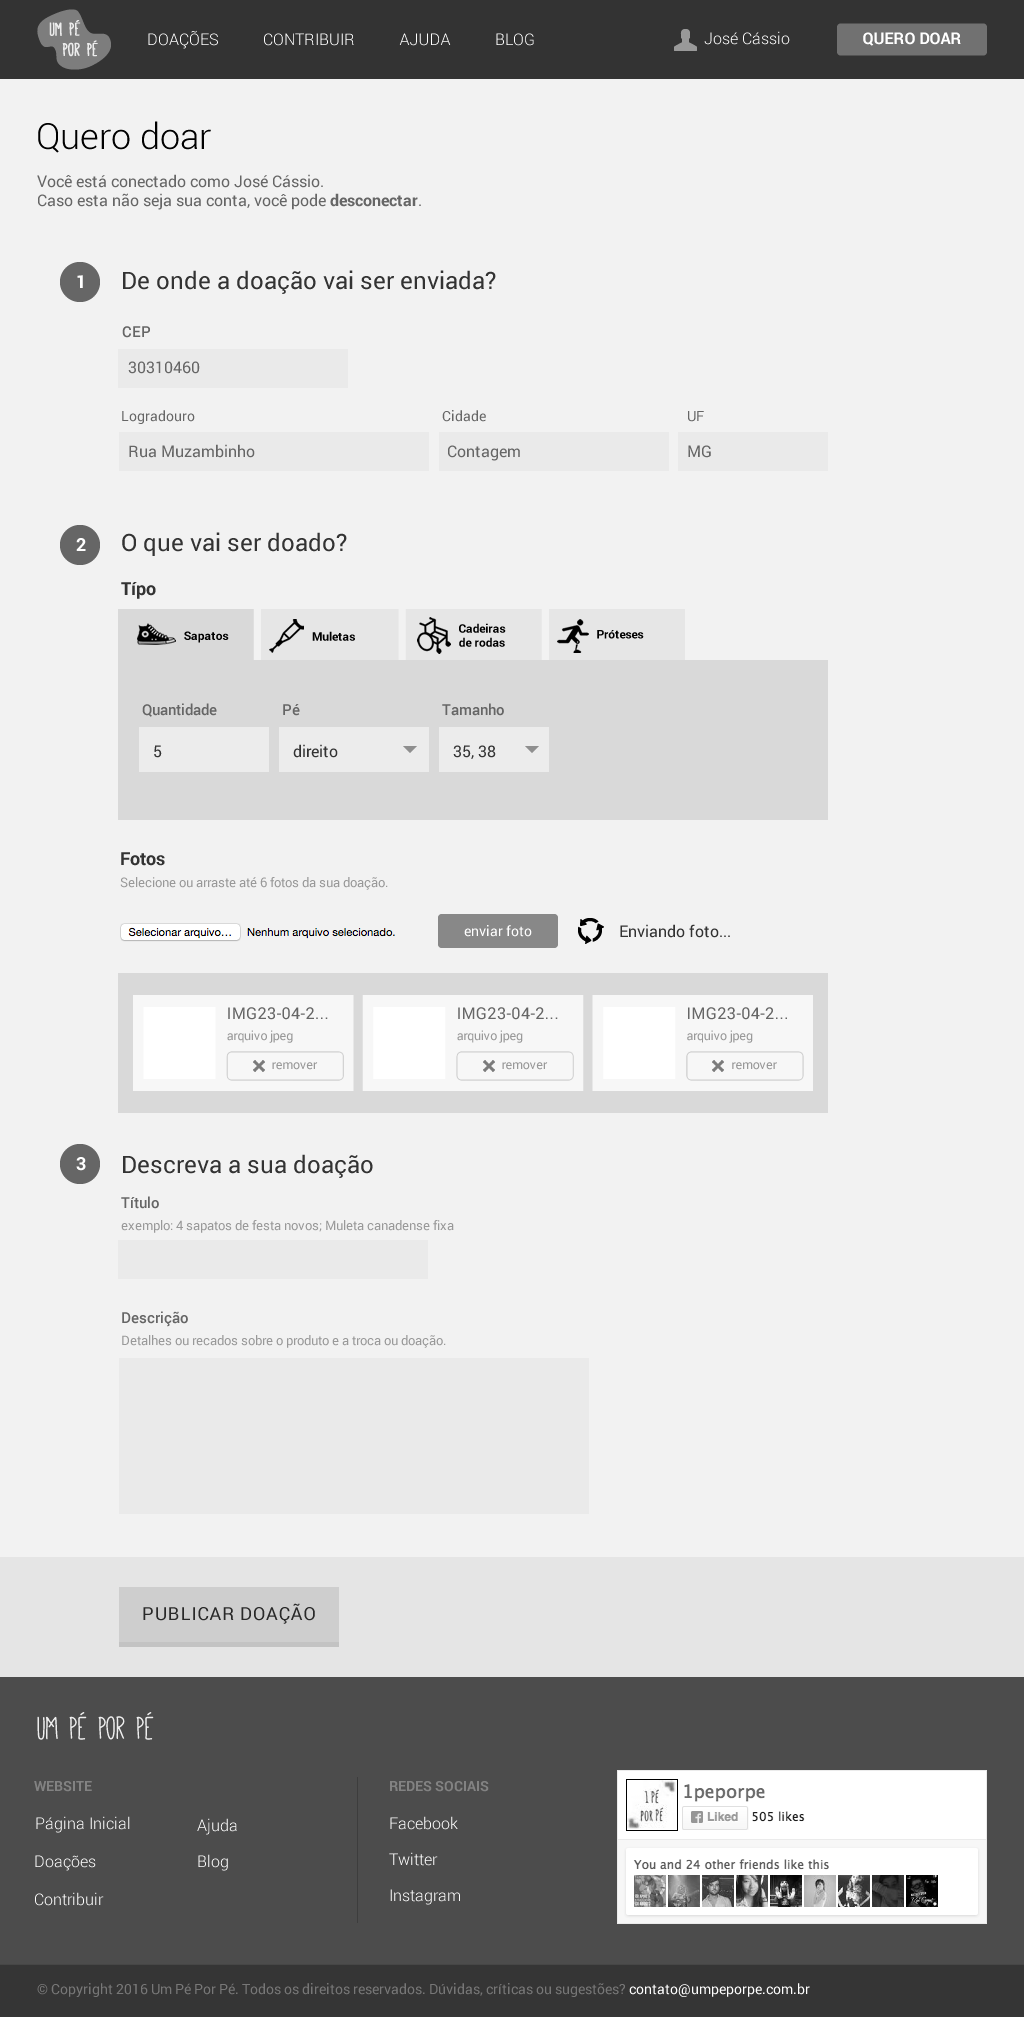 UM PÉ
POR PÉ
DOAÇÕES
CONTRIBUIR
AJUDA
BLOG
José Cássio
QUERO DOAR
Quero doar
Você está conectado como José Cássio.
Caso esta não seja sua conta, você pode desconectar.
1
De onde a doação vai ser enviada?
CEP
30310460
Logradouro
Cidade
UF
Rua Muzambinho
Contagem
MG
2
O que vai ser doado?
Típo
Sapatos
Muletas
Cadeiras
de rodas
Próteses
Quantidade
Pé
Tamanho
5
direito
35, 38
Fotos
Selecione ou arraste até 6 fotos da sua doação.
Selecionar arquivo...
Nenhum arquivo selecionado.
enviar foto
Enviando foto...
IMG23-04-2...
arquivo jpeg
remover
IMG23-04-2...
arquivo jpeg
remover
IMG23-04-2...
arquivo jpeg
remover
3
Descreva a sua doação
Título
exemplo: 4 sapatos de festa novos; Muleta canadense fixa
Descrição
Detalhes ou recados sobre o produto e a troca ou doação.
PUBLICAR DOAÇÃO
UM PÉ POR PÉ
WEBSITE
Página Inicial
Doações
Contribuir
Ajuda
Blog
REDES SOCIAIS
Facebook
Twitter
Instagram
1 PÉ
POR PÉ
1peporpe
Liked
505 likes
You and 24 other friends like this
© Copyright 2016 Um Pé Por Pé. Todos os direitos reservados. Dúvidas, críticas ou sugestões? contato@umpeporpe.com.br